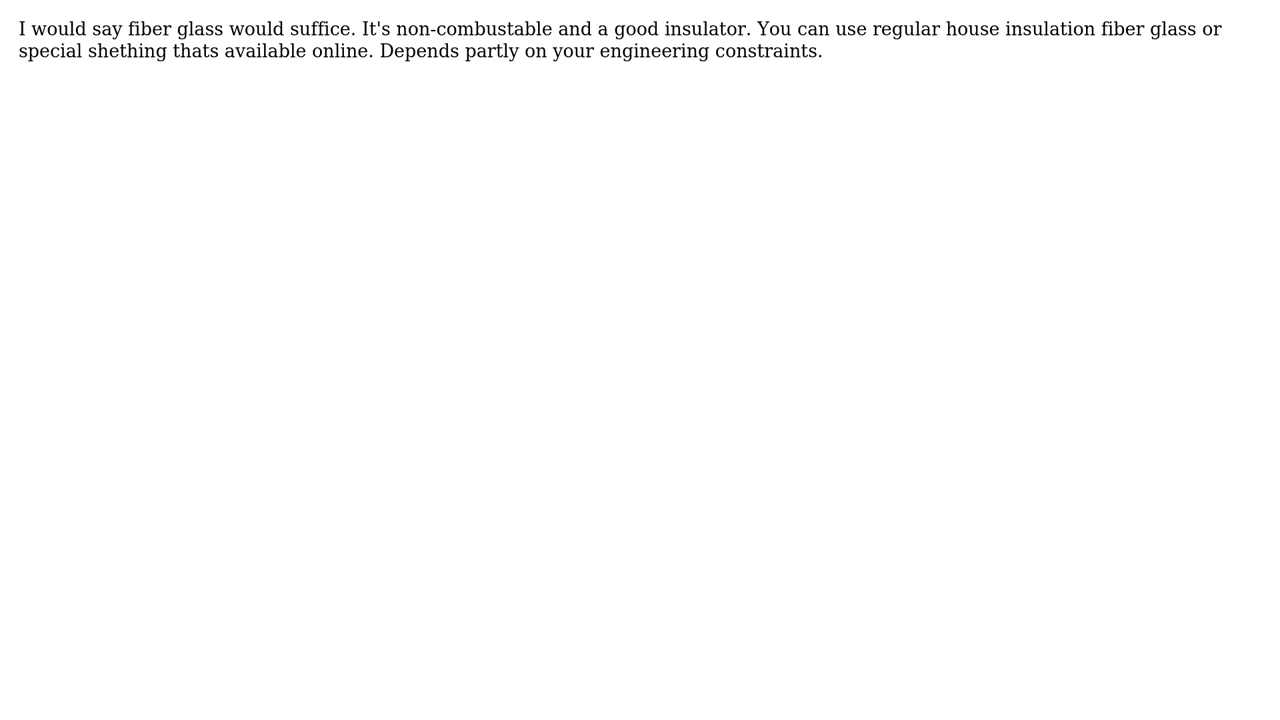 I would say fiber glass would suffice. It's non-combustable and a good insulator. You can use regular house insulation fiber glass or
special shething thats available online. Depends partly on your engineering constraints.